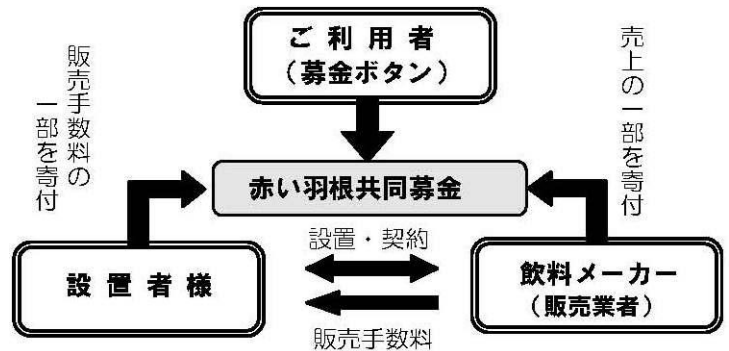 ご利用者
（募金ボタン）
販売手数料の
一部を寄付
売上の一部を寄付
赤い羽根共同募金
設置・契約
設置者様
飲料メーカー
（販売業者）
販売手数料